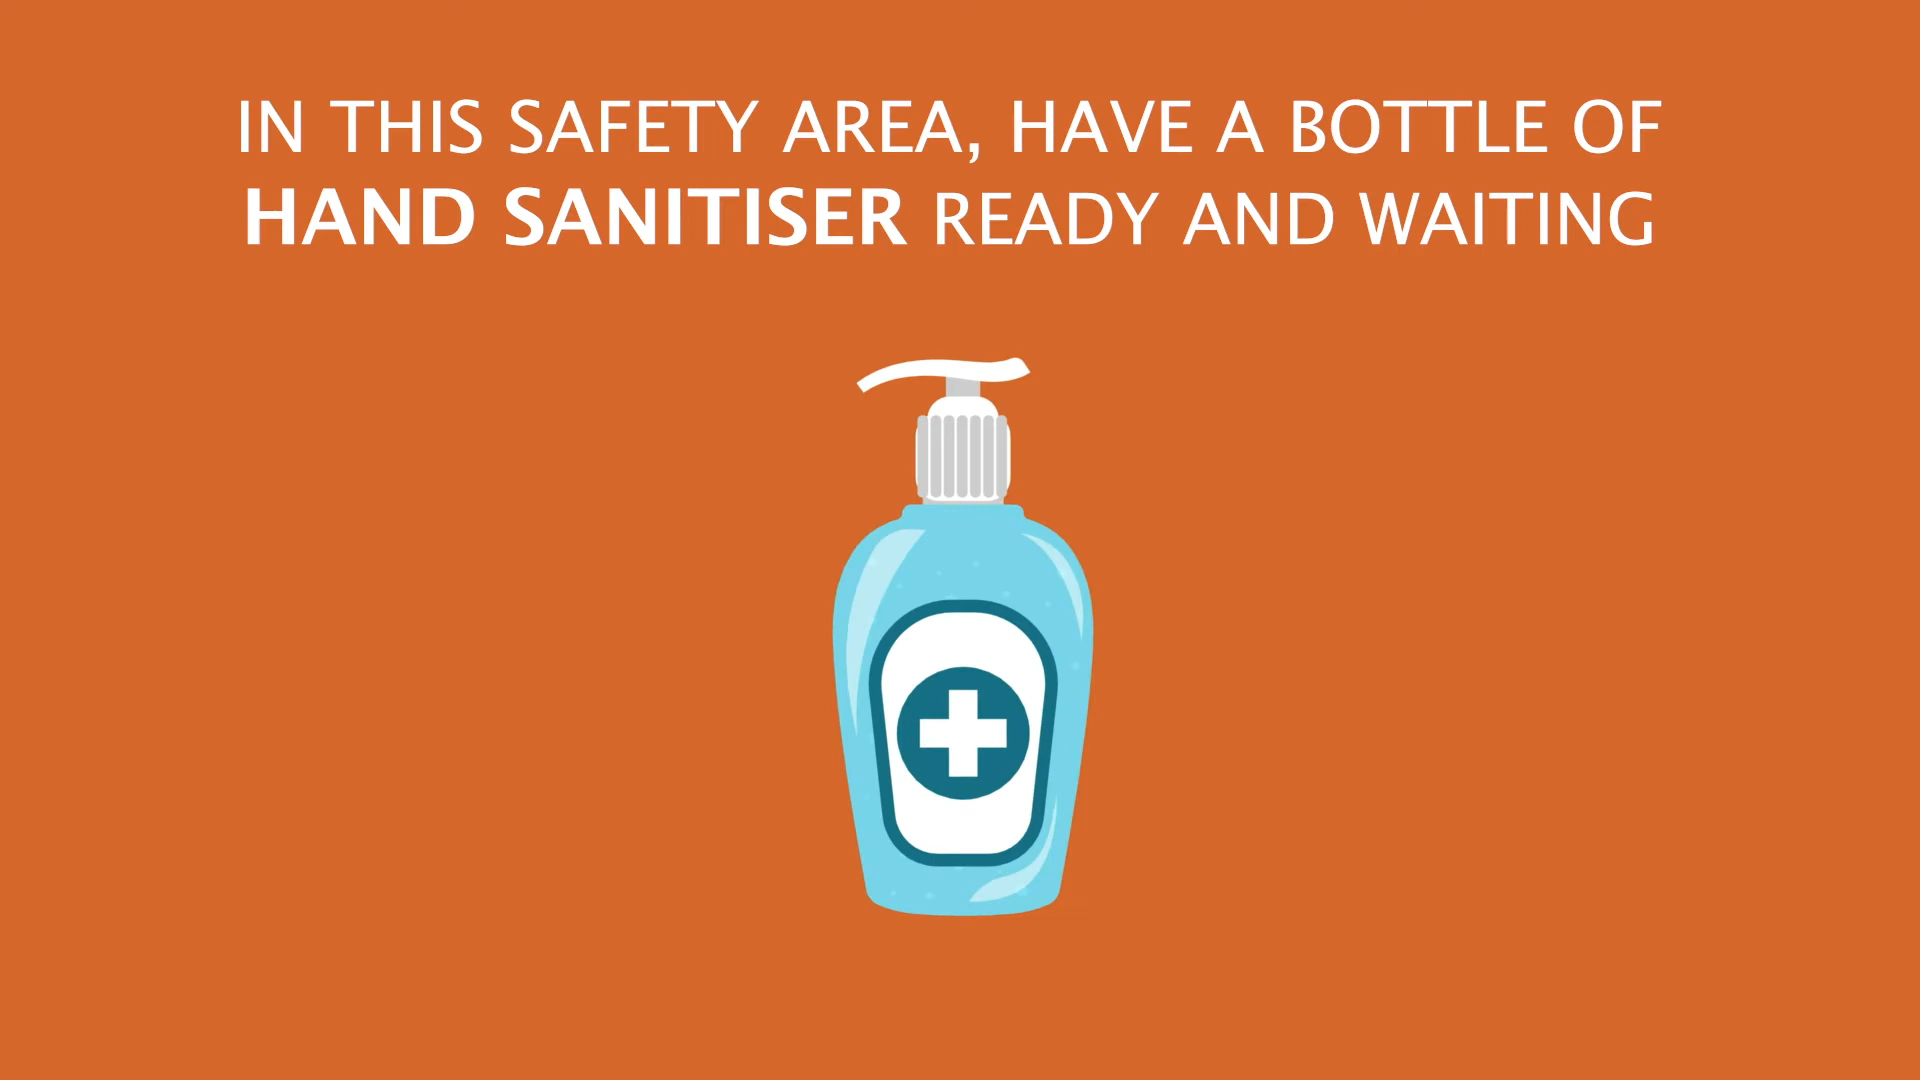 IN THIS SAFETY AREA, HAVE A BOTTLE OF
HAND SANITISER READY AND WAITING